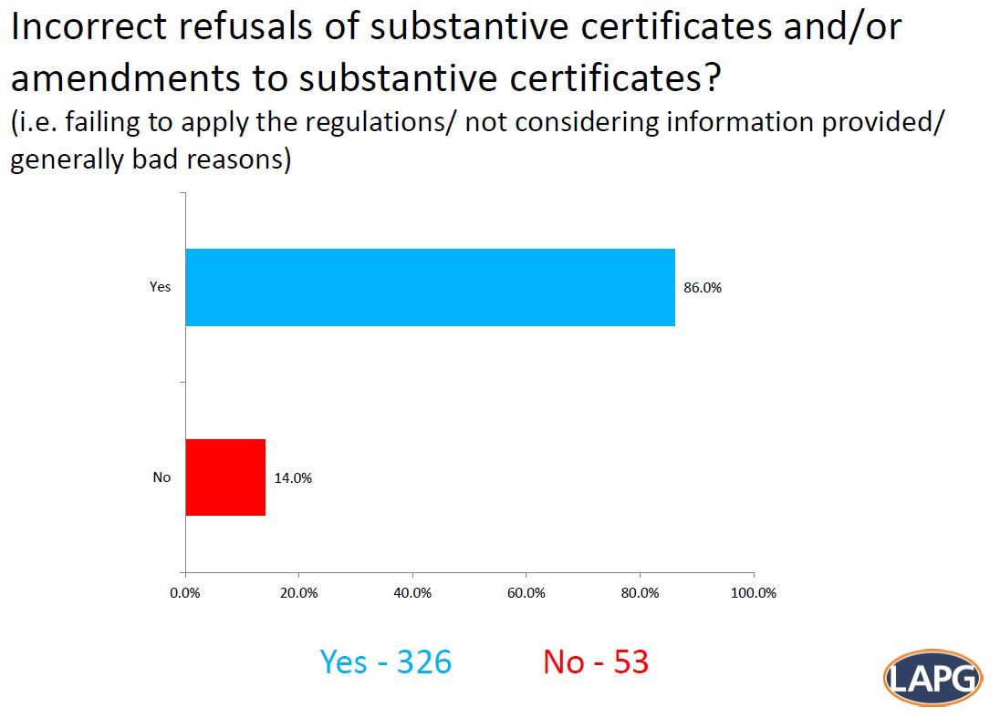 Incorrect refusals of substantive certificates and/or
amendments to substantive certificates?
(i.e. failing to apply the regulations/ not considering information provided/
generally bad reasons)
Yes
86.0%
No
14.0%
0.0% 20.0% 40.0% 60.0% 80.0% 100.0%
Yes - 326 No - 53
LAPG